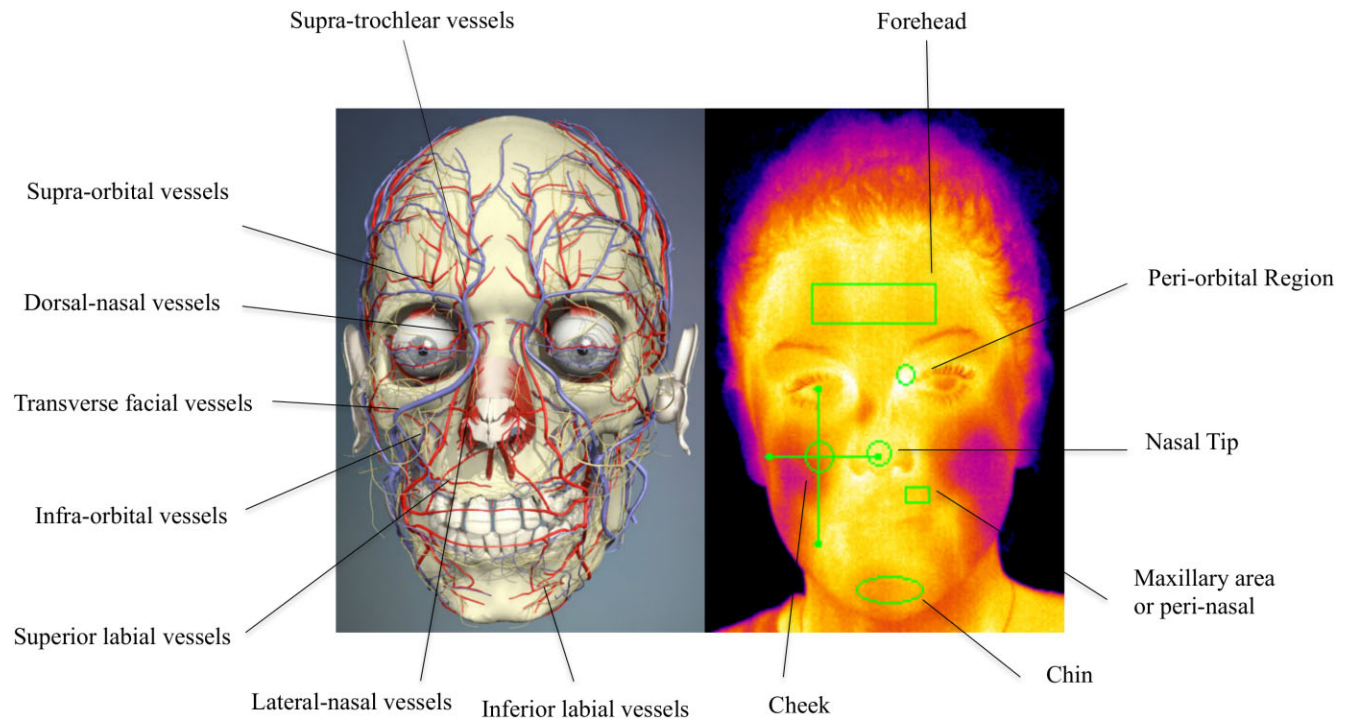 Supra-trochlear vessels
Forehead
Supra-orbital vessels
Dorsal-nasal vessels
Peri-orbital Region
Transverse facial vessels
Nasal Tip
Infra-orbital vessels
Maxillary area
or peri-nasal
Superior labial vessels
Chin
Lateral-nasal vessels
Inferior labial vessels
Cheek